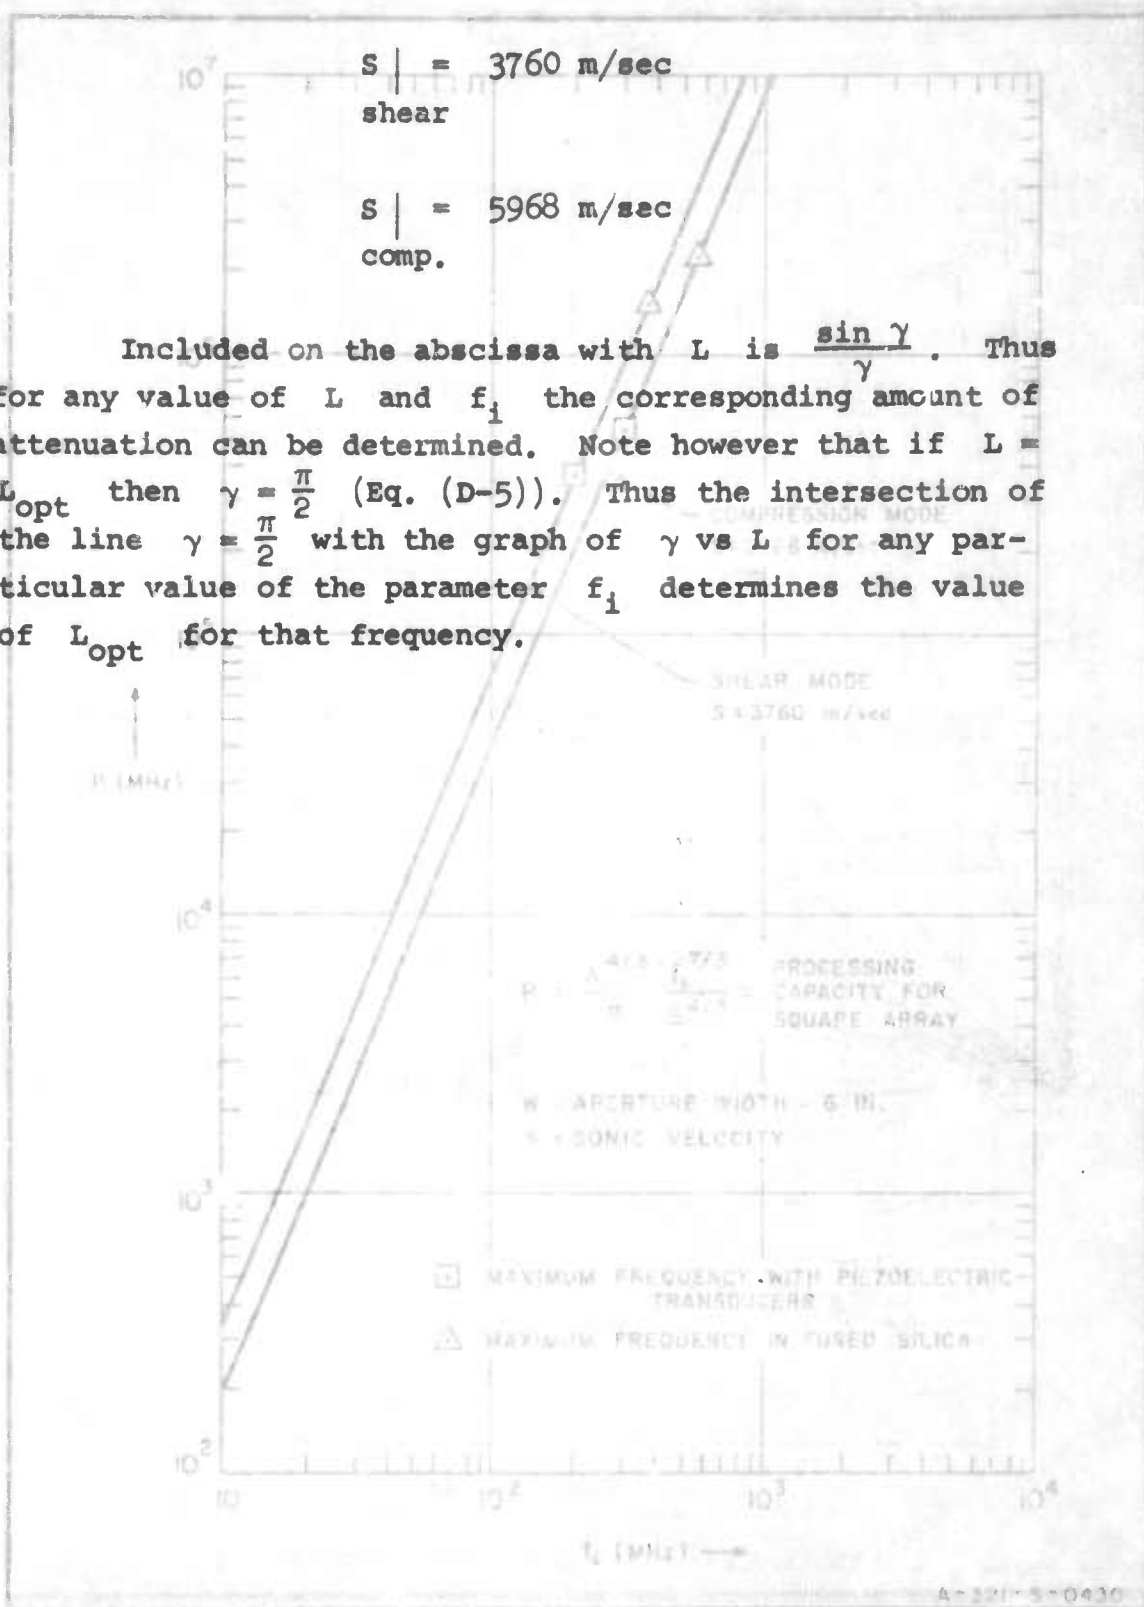 S | = 3760 m/sec
shear
S | = 5968 m/sec
comp.
Included on the abscissa with L is sin γ / γ . Thus
for any value of L and f_i the corresponding amount of
attenuation can be determined. Note however that if L =
L_opt then γ = π/2 (Eq. (D-5)). Thus the intersection of
the line γ = π/2 with the graph of γ vs L for any par-
ticular value of the parameter f_i determines the value
of L_opt for that frequency.
10^7
COMPRESSION MODE
SHEAR MODE
S = 3760 m/sec
P (MHz)
10^4
PROCESSING
CAPACITY FOR
SQUARE ARRAY
W = APERTURE WIDTH - 6 IN.
S = SONIC VELOCITY
10^3
MAXIMUM FREQUENCY WITH PIEZOELECTRIC
TRANSDUCERS
MAXIMUM FREQUENCY IN FUSED SILICA
10^2
10 10^2 10^3 10^4
f_i (MHz)
A-221-5-0430